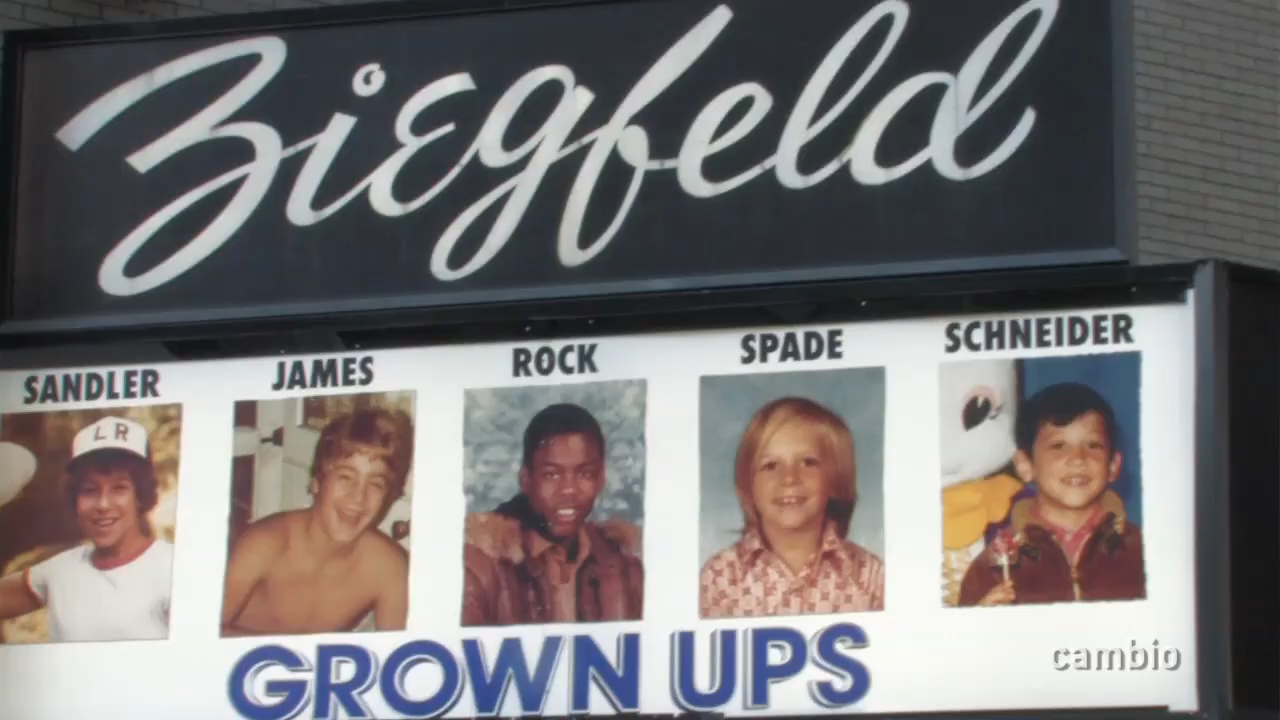 Ziegfeld
SANDLER JAMES ROCK SPADE SCHNEIDER
LR
GROWN UPS
cambio